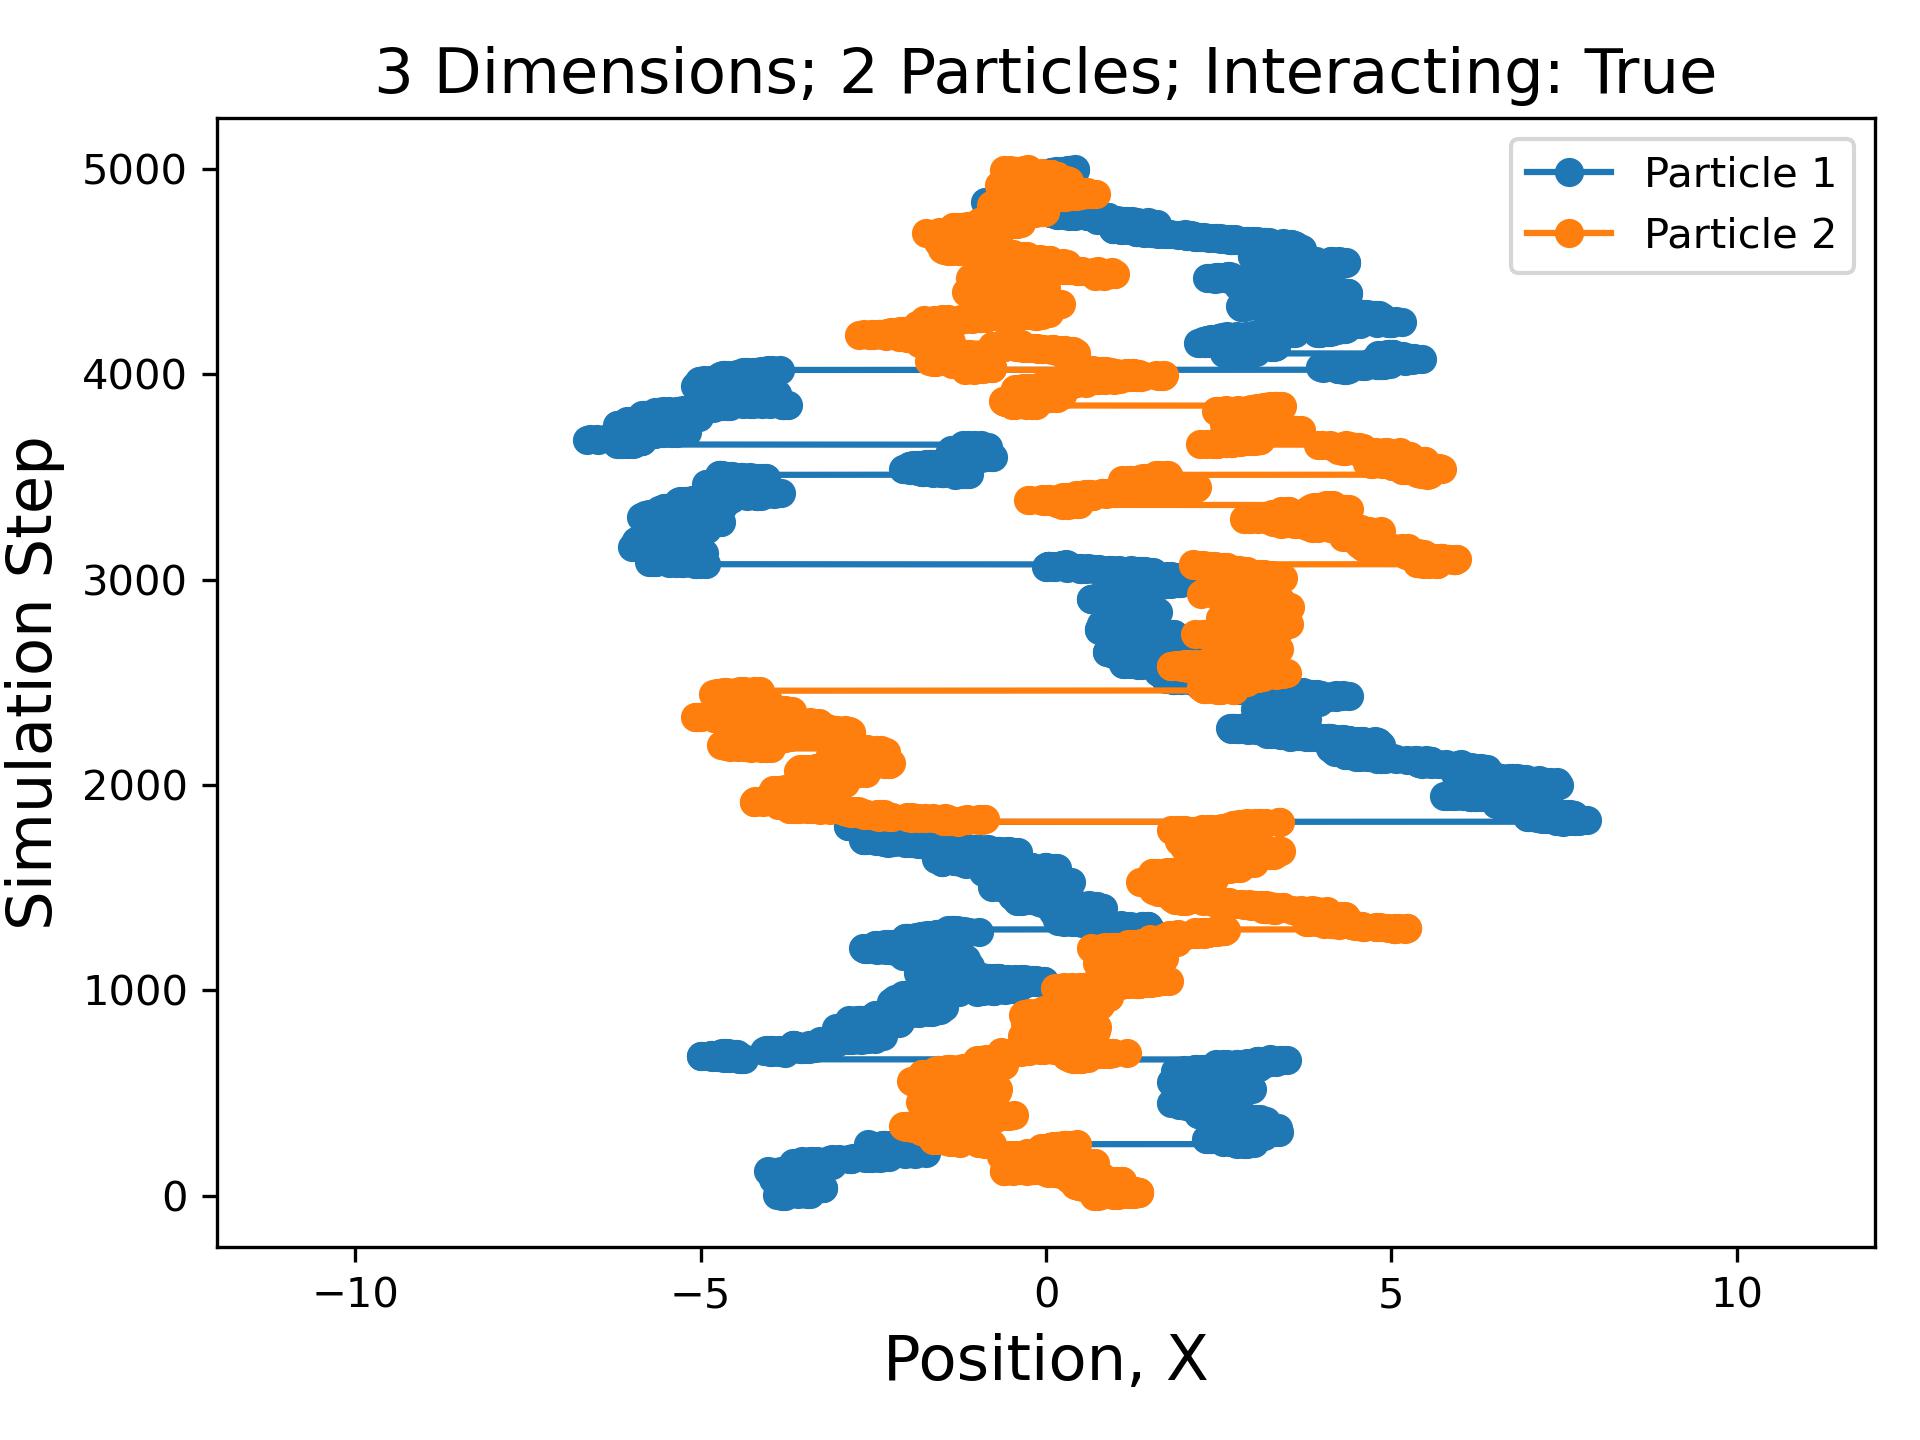 3 Dimensions; 2 Particles; Interacting: True
Particle 1
Particle 2
Simulation Step
5000
4000
3000
2000
1000
0
−10
−5
0
5
10
Position, X